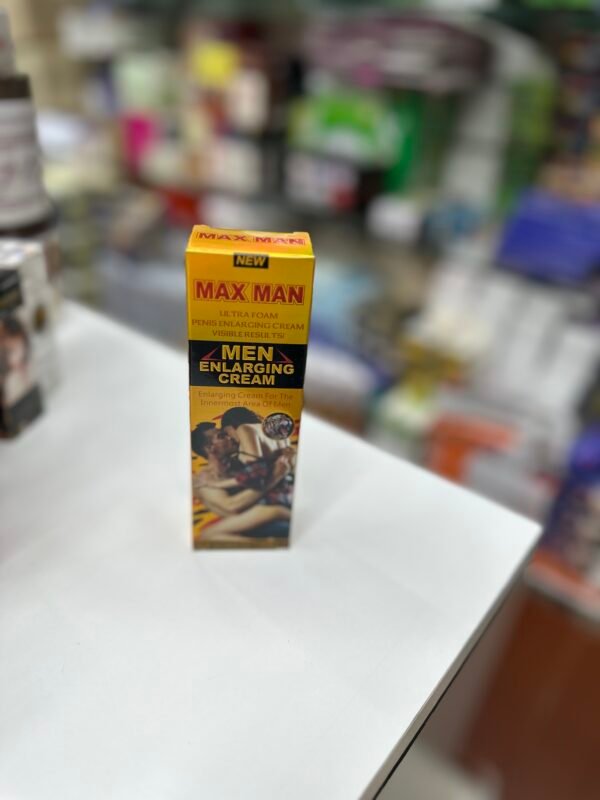 MAX MAN
NEW
MAX MAN
ULTRA FOAM
PENIS ENLARGING CREAM
VISIBLE RESULTS!
MEN
ENLARGING
CREAM
Enlarging Cream For The
Innermost Area Of Men